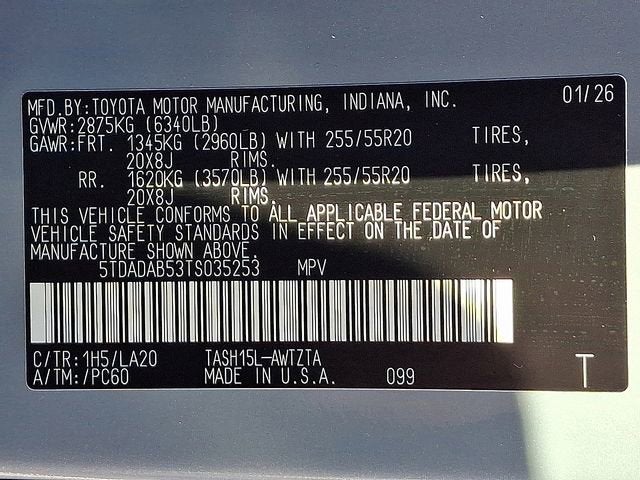 MFD.BY:TOYOTA MOTOR MANUFACTURING, INDIANA, INC. 01/26
GVWR:2875KG (6340LB)
GAWR:FRT. 1345KG (2960LB) WITH 255/55R20 TIRES,
20X8J RIMS.
RR. 1620KG (3570LB) WITH 255/55R20 TIRES,
20X8J RIMS.
THIS VEHICLE CONFORMS TO ALL APPLICABLE FEDERAL MOTOR
VEHICLE SAFETY STANDARDS IN EFFECT ON THE DATE OF
MANUFACTURE SHOWN ABOVE.
5TDADAB53TS035253 MPV
C/TR:1H5/LA20 TASH15L-AWTZTA
A/TM:/PC60 MADE IN U.S.A. 099 T